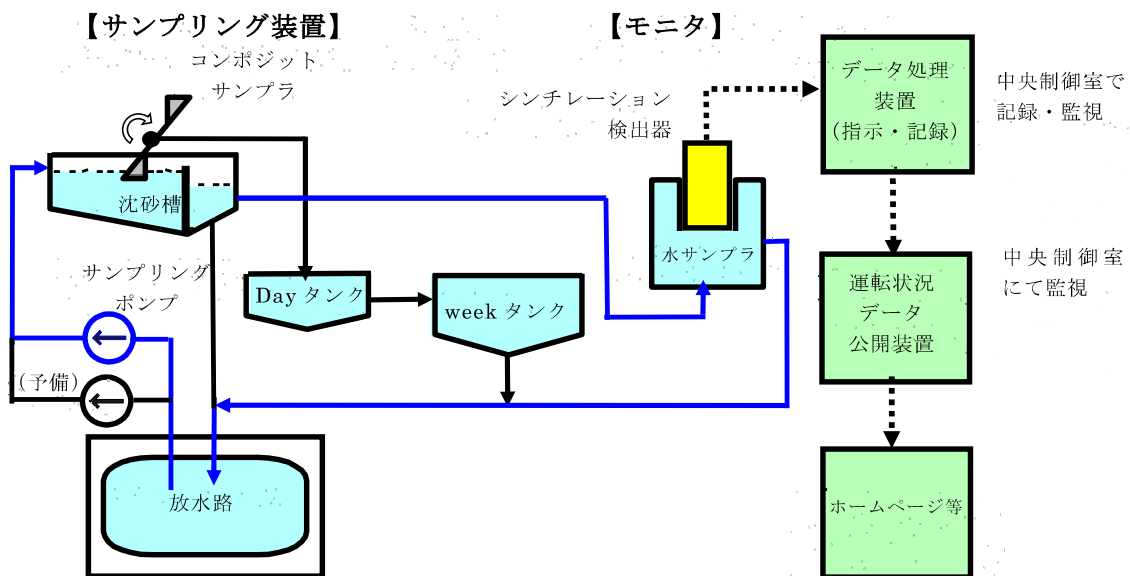 【サンプリング装置】
コンポジット
サンプラ
沈砂槽
サンプリング
ポンプ
(予備)
放水路
Day タンク
week タンク
【モニタ】
シンチレーション
検出器
水サンプラ
データ処理
装置
(指示・記録)
中央制御室で
記録・監視
運転状況
データ
公開装置
中央制御室
にて監視
ホームページ等